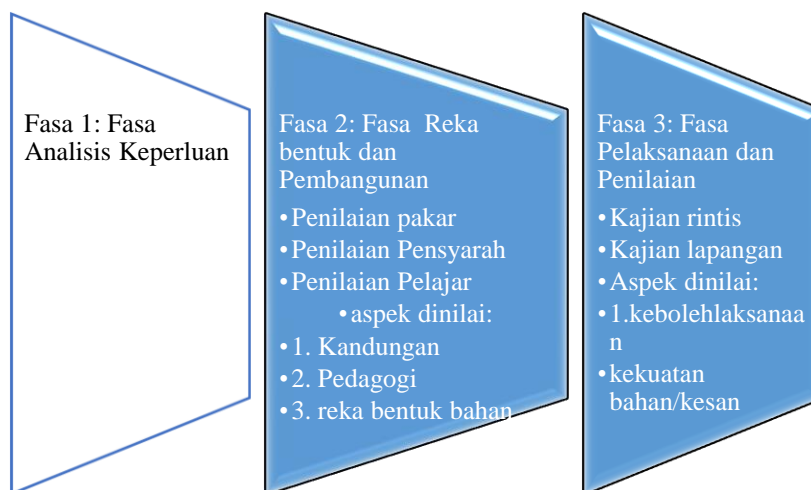 Fasa 1: Fasa
Analisis Keperluan
Fasa 2: Fasa Reka
bentuk dan
Pembangunan
•Penilaian pakar
•Penilaian Pensyarah
•Penilaian Pelajar
•aspek dinilai:
•1. Kandungan
•2. Pedagogi
•3. reka bentuk bahan
Fasa 3: Fasa
Pelaksanaan dan
Penilaian
•Kajian rintis
•Kajian lapangan
•Aspek dinilai:
•1.kebolehlaksanaa
n
•kekuatan
bahan/kesan